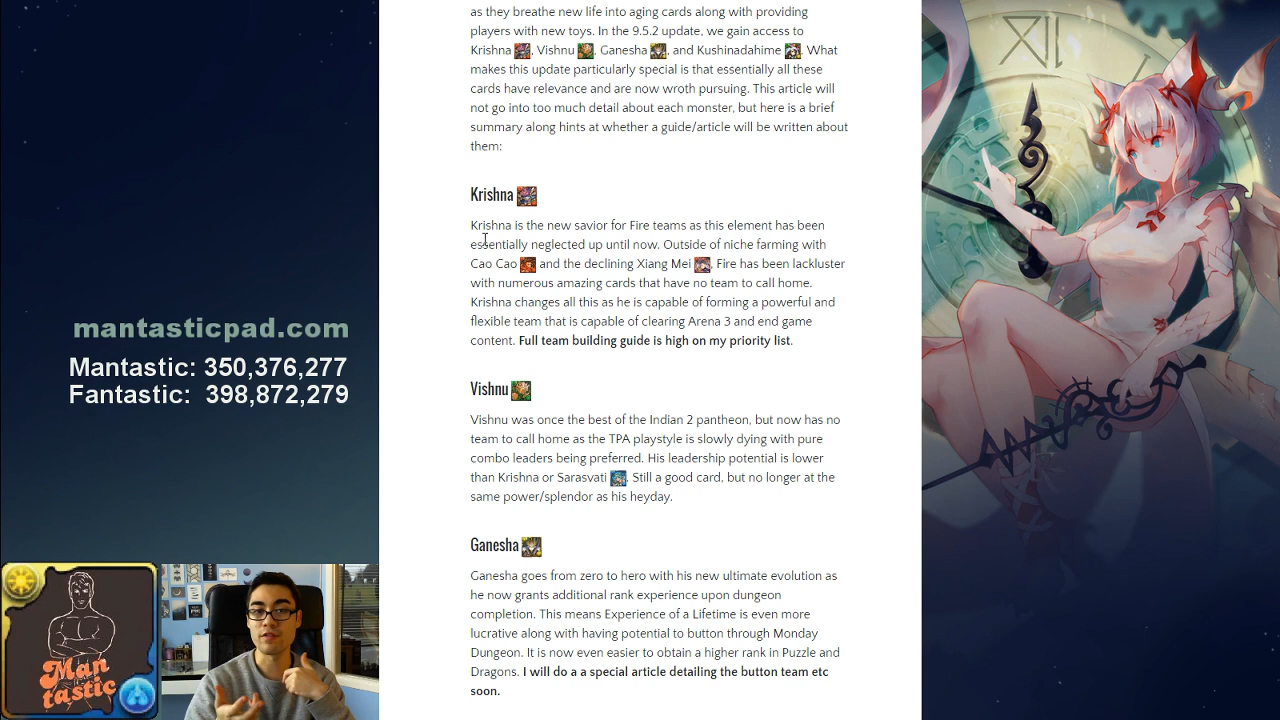 as they breathe new life into aging cards along with providing
players with new toys. In the 9.5.2 update, we gain access to
Krishna , Vishnu , Ganesha , and Kushinadahime . What
makes this update particularly special is that essentially all these
cards have relevance and are now wroth pursuing. This article will
not go into too much detail about each monster, but here is a brief
summary along hints at whether a guide/article will be written about
them:
Krishna
Krishna is the new savior for Fire teams as this element has been
essentially neglected up until now. Outside of niche farming with
Cao Cao and the declining Xiang Mei , Fire has been lackluster
with numerous amazing cards that have no team to call home.
Krishna changes all this as he is capable of forming a powerful and
flexible team that is capable of clearing Arena 3 and end game
content. Full team building guide is high on my priority list.
Vishnu
Vishnu was once the best of the Indian 2 pantheon, but now has no
team to call home as the TPA playstyle is slowly dying with pure
combo leaders being preferred. His leadership potential is lower
than Krishna or Sarasvati . Still a good card, but no longer at the
same power/splendor as his heyday.
Ganesha
Ganesha goes from zero to hero with his new ultimate evolution as
he now grants additional rank experience upon dungeon
completion. This means Experience of a Lifetime is even more
lucrative along with having potential to button through Monday
Dungeon. It is now even easier to obtain a higher rank in Puzzle and
Dragons. I will do a a special article detailing the button team etc
soon.
mantasticpad.com
Mantastic: 350,376,277
Fantastic: 398,872,279
Man
tastic
XII